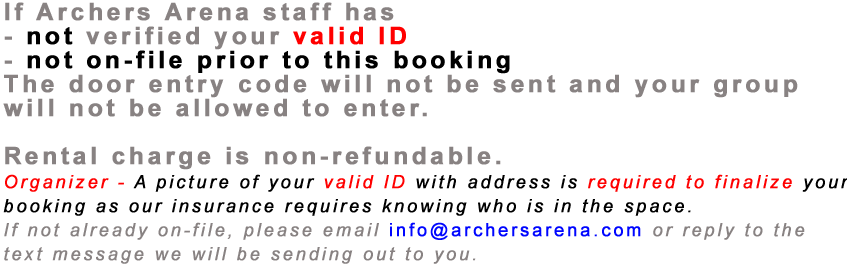 If Archers Arena staff has
- not verified your valid ID
- not on-file prior to this booking
The door entry code will not be sent and your group
will not be allowed to enter.
Rental charge is non-refundable.
Organizer - A picture of your valid ID with address is required to finalize your
booking as our insurance requires knowing who is in the space.
If not already on-file, please email info@archersarena.com or reply to the
text message we will be sending out to you.